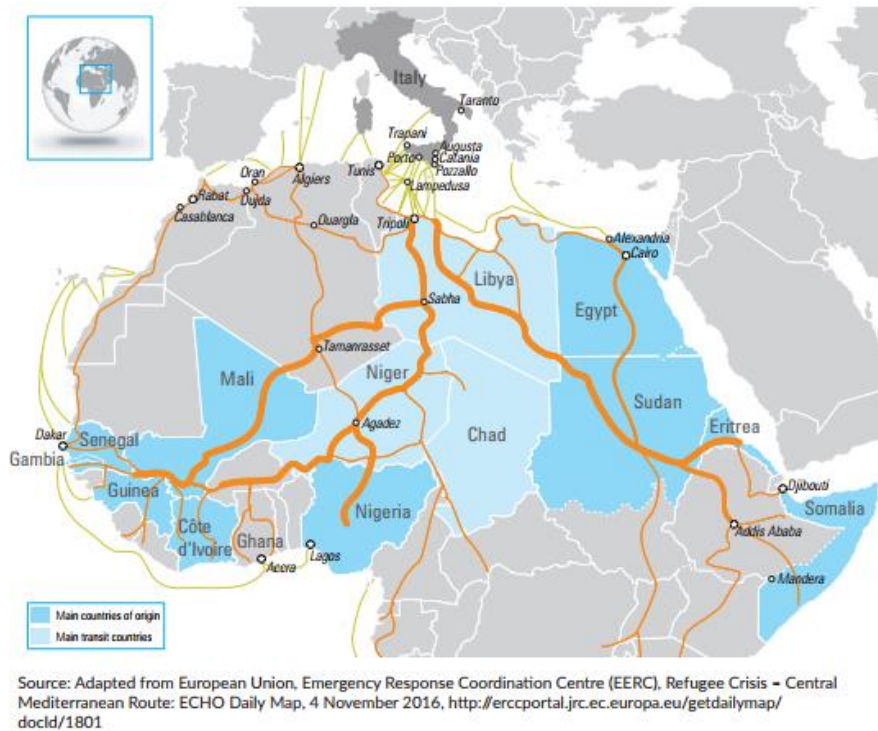 Italy
Taranto
Trapani
Augusta
Porto
Catania
Pozzallo
Oran
Algiers
Tunis
Lampedusa
Rabat
Dujda
Casablanca
Ouargla
Tripoli
Alexandria
Cairo
Libya
Sabha
Egypt
Tamanrasset
Mali
Niger
Sudan
Agadez
Chad
Eritrea
Dakar
Senegal
Gambia
Djibouti
Guinea
Nigeria
Somalia
Côte
d'Ivoire
Ghana
Addis Ababa
Lagos
Accra
Mandera
Main countries of origin
Main transit countries
Source: Adapted from European Union, Emergency Response Coordination Centre (EERC), Refugee Crisis – Central
Mediterranean Route: ECHO Daily Map, 4 November 2016, http://erccportal.jrc.ec.europa.eu/getdailymap/
docId/1801